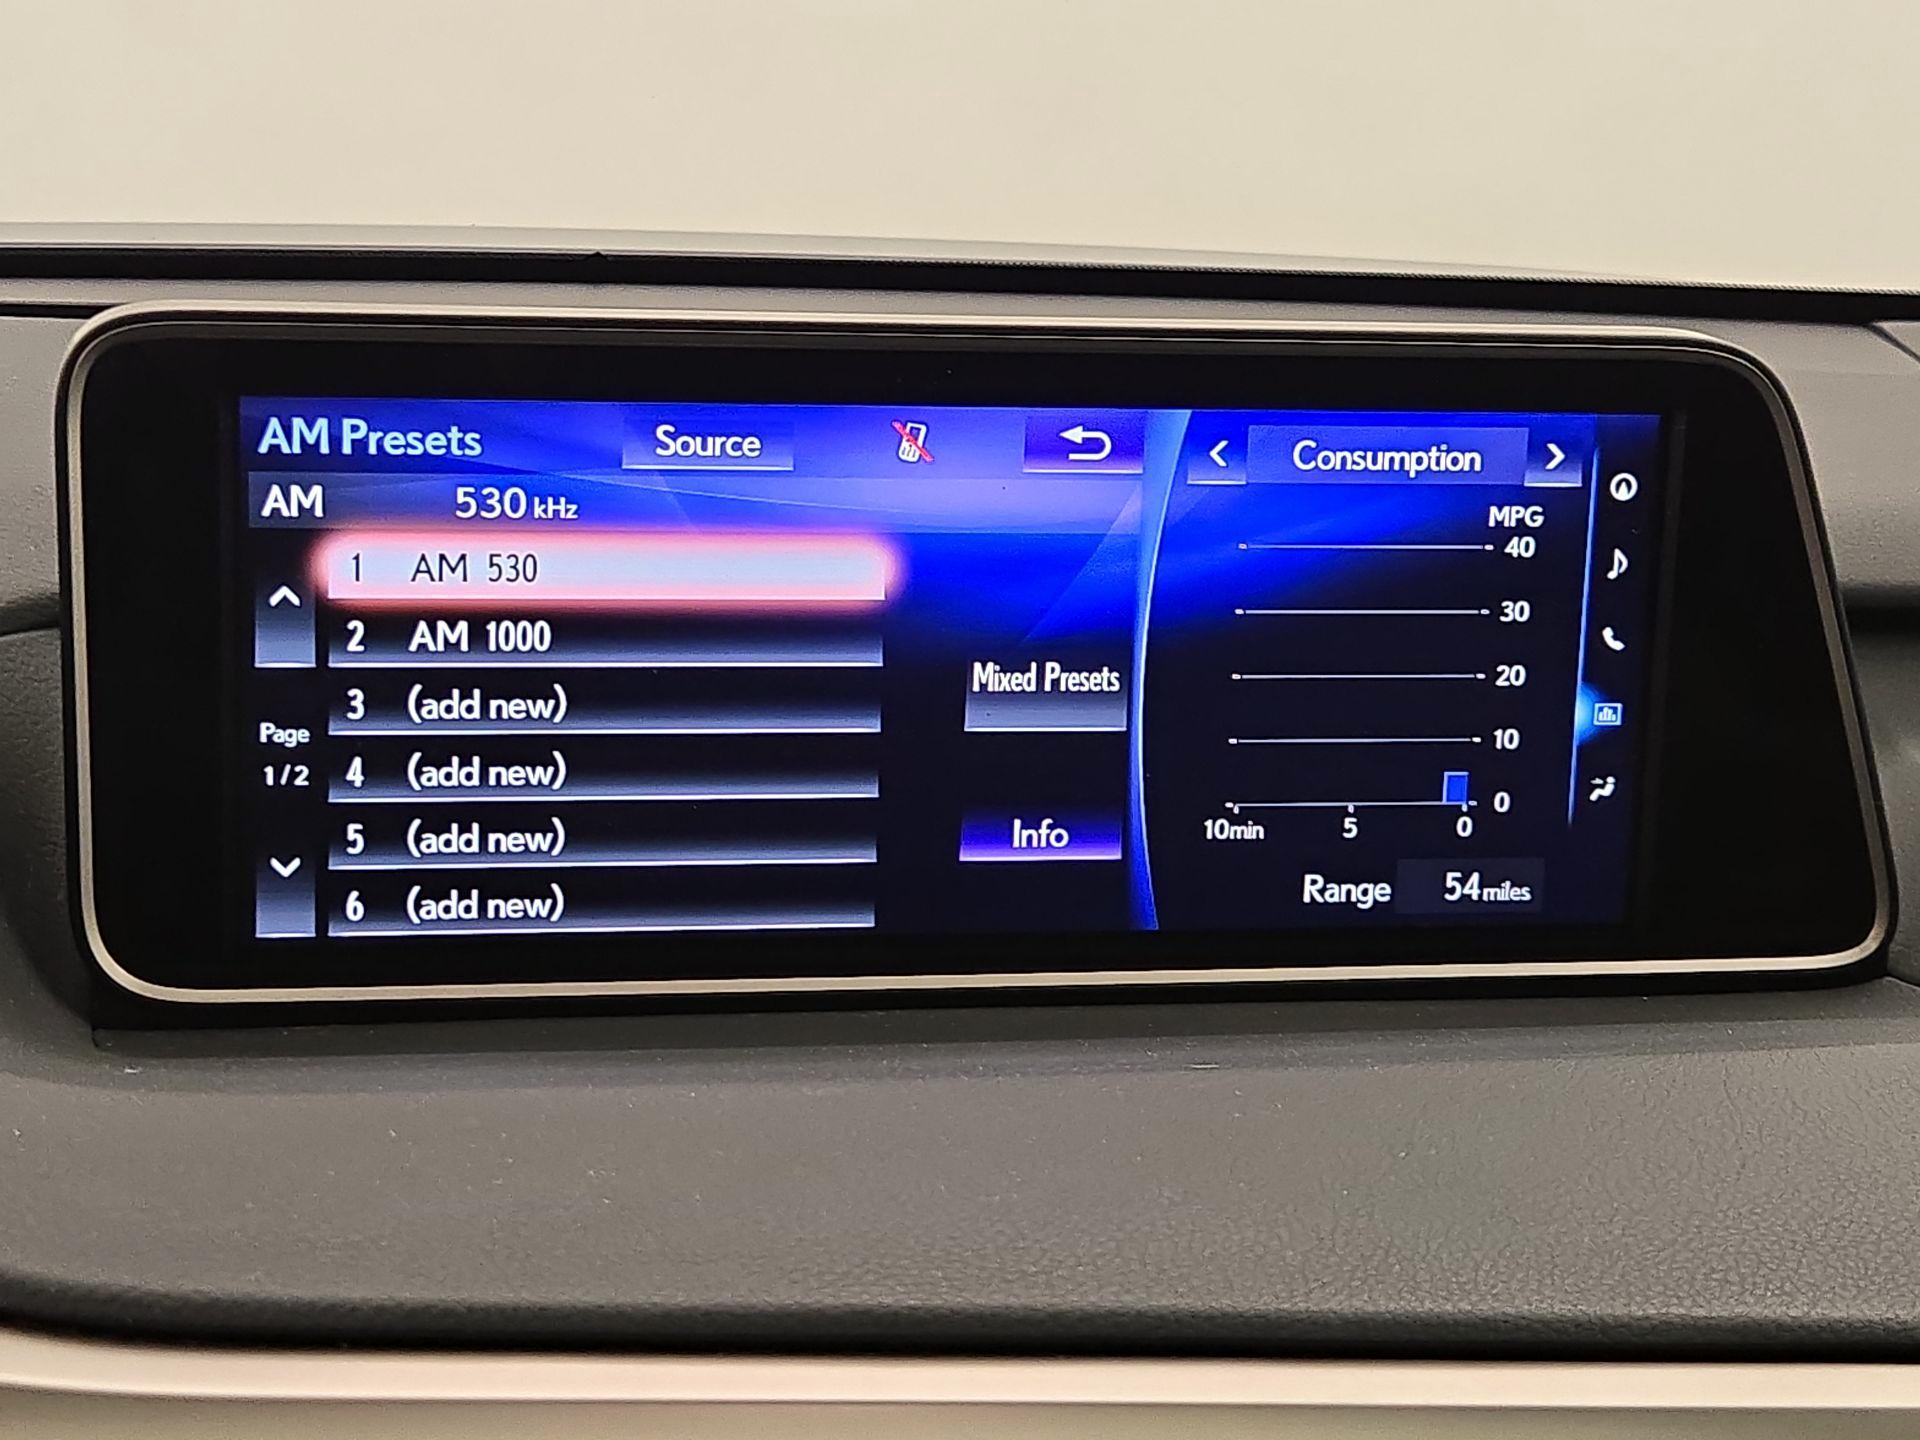 AM Presets
Source
AM 530 kHz
1 AM 530
2 AM 1000
3 (add new)
4 (add new)
5 (add new)
6 (add new)
Page
1/2
Mixed Presets
Info
Consumption
MPG
40
30
20
10
0
10min 5 0
Range 54 miles